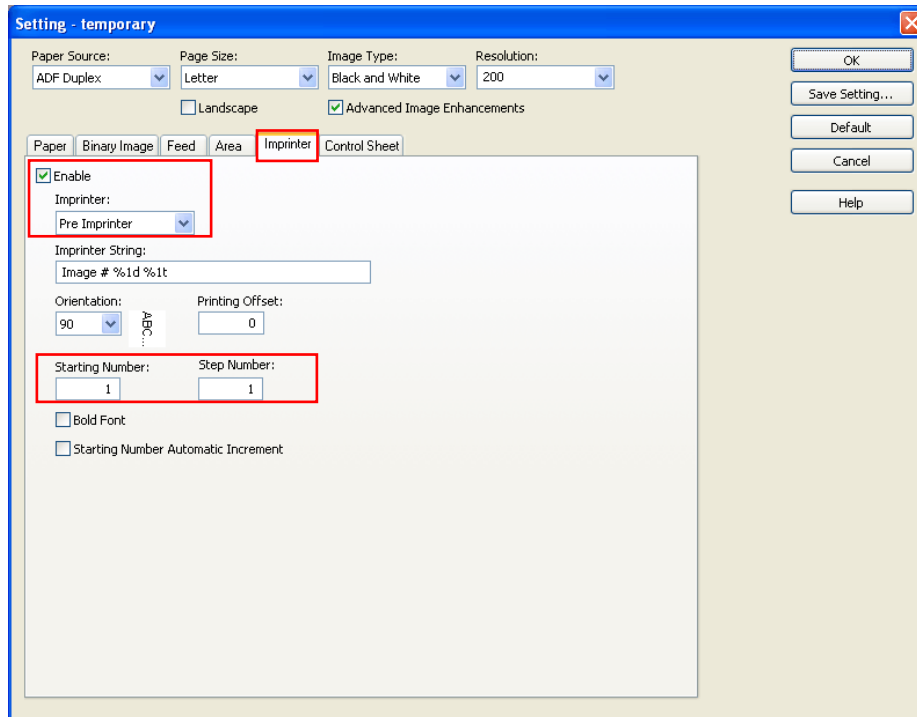 Setting - temporary
Paper Source: Page Size: Image Type: Resolution:
ADF Duplex Letter Black and White 200
Landscape Advanced Image Enhancements
OK
Save Setting...
Default
Cancel
Help
Paper Binary Image Feed Area Imprinter Control Sheet
Enable
Imprinter:
Pre Imprinter
Imprinter String:
Image # %1d %1t
Orientation: Printing Offset:
90 ABC... 0
Starting Number: Step Number:
1 1
Bold Font
Starting Number Automatic Increment